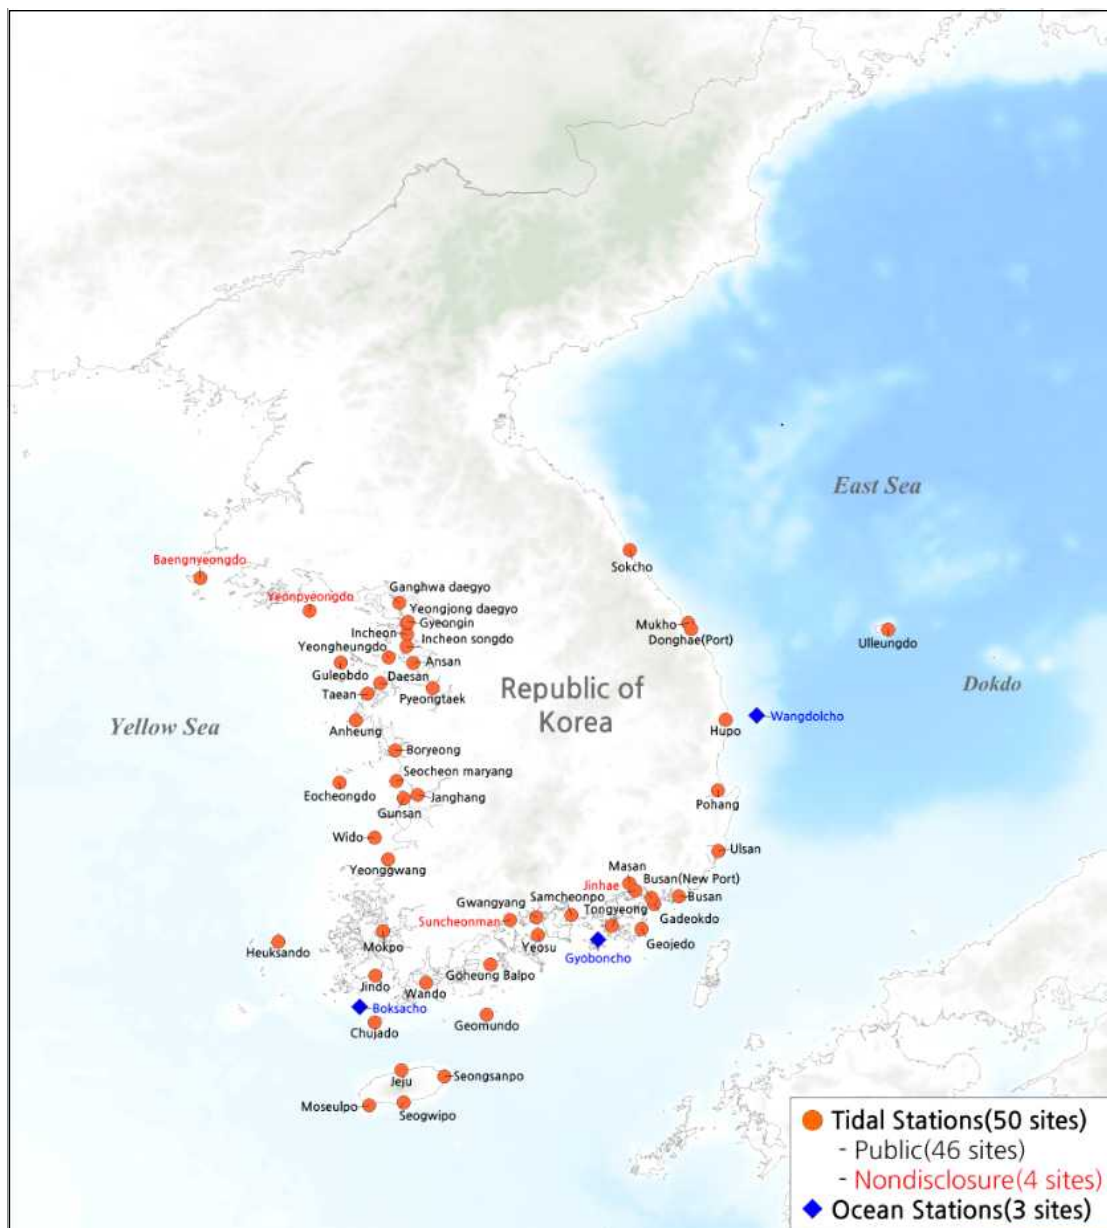 East Sea
Baengnyeongdo
Sokcho
Yeonpyeongdo
Ganghwa daegyo
Yeongjong daegyo
Gyeongin
Incheon
Incheon songdo
Mukho
Donghae(Port)
Ulleungdo
Yeongheungdo
Ansan
Guleobdo
Daesan
Taean
Pyeongtaek
Republic of
Korea
Dokdo
Yellow Sea
Anheung
Hupo
Wangdolcho
Boryeong
Seocheon maryang
Eocheongdo
Janghang
Gunsan
Pohang
Wido
Yeonggwang
Ulsan
Masan
Jinhae
Busan(New Port)
Samcheonpo
Busan
Gwangyang
Tongyeong
Gadeokdo
Suncheonman
Heuksando
Mokpo
Yeosu
Geojedo
Gyoboncho
Goheung Balpo
Jindo
Wando
Boksacho
Chujado
Geomundo
Jeju
Seongsanpo
Moseulpo
Seogwipo
Tidal Stations(50 sites)
- Public(46 sites)
- Nondisclosure(4 sites)
Ocean Stations(3 sites)